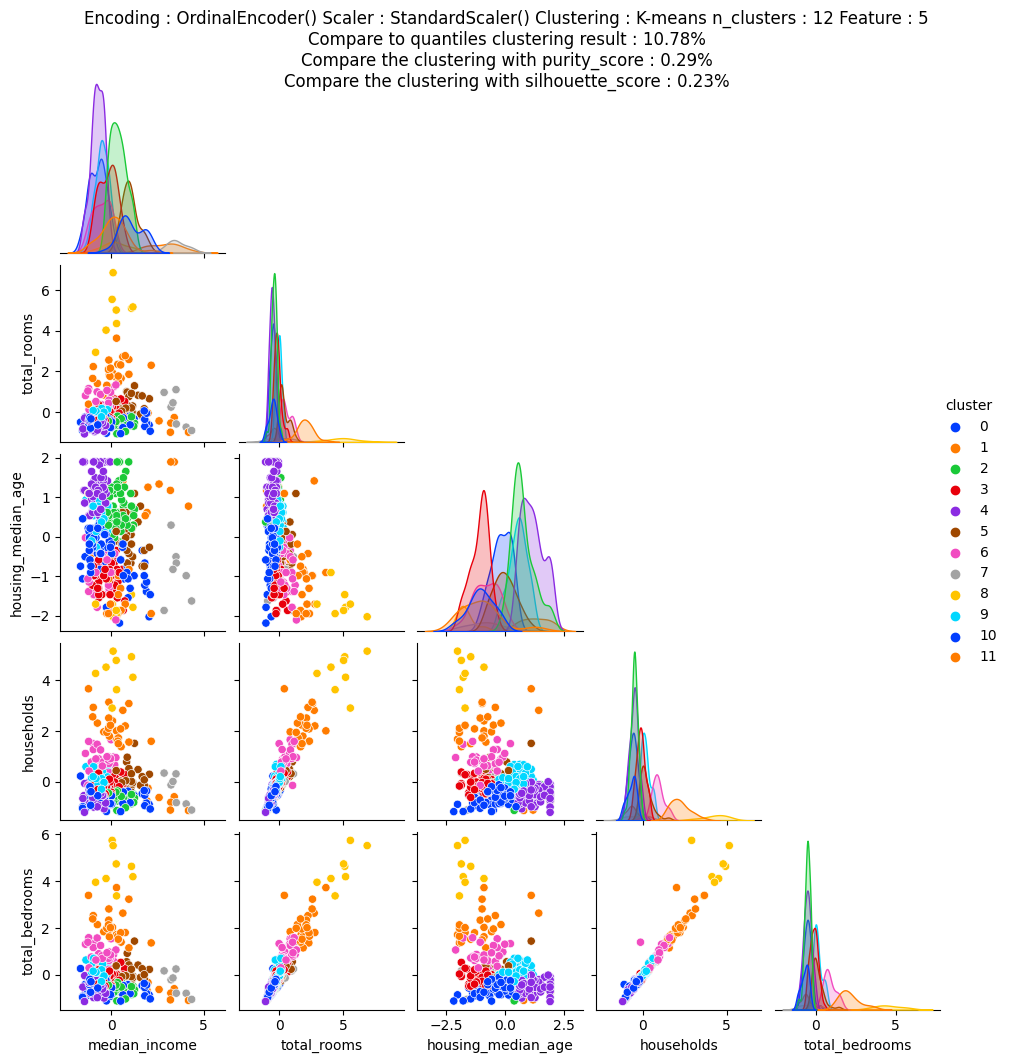 Encoding : OrdinalEncoder() Scaler : StandardScaler() Clustering : K-means n_clusters : 12 Feature : 5
Compare to quantiles clustering result : 10.78%
Compare the clustering with purity_score : 0.29%
Compare the clustering with silhouette_score : 0.23%
total_rooms
6
4
2
0
housing_median_age
2
1
0
−1
−2
households
4
2
0
total_bedrooms
6
4
2
0
0
5
median_income
0
5
total_rooms
−2.5
0.0
2.5
housing_median_age
0
5
households
0
5
total_bedrooms
cluster
0
1
2
3
4
5
6
7
8
9
10
11